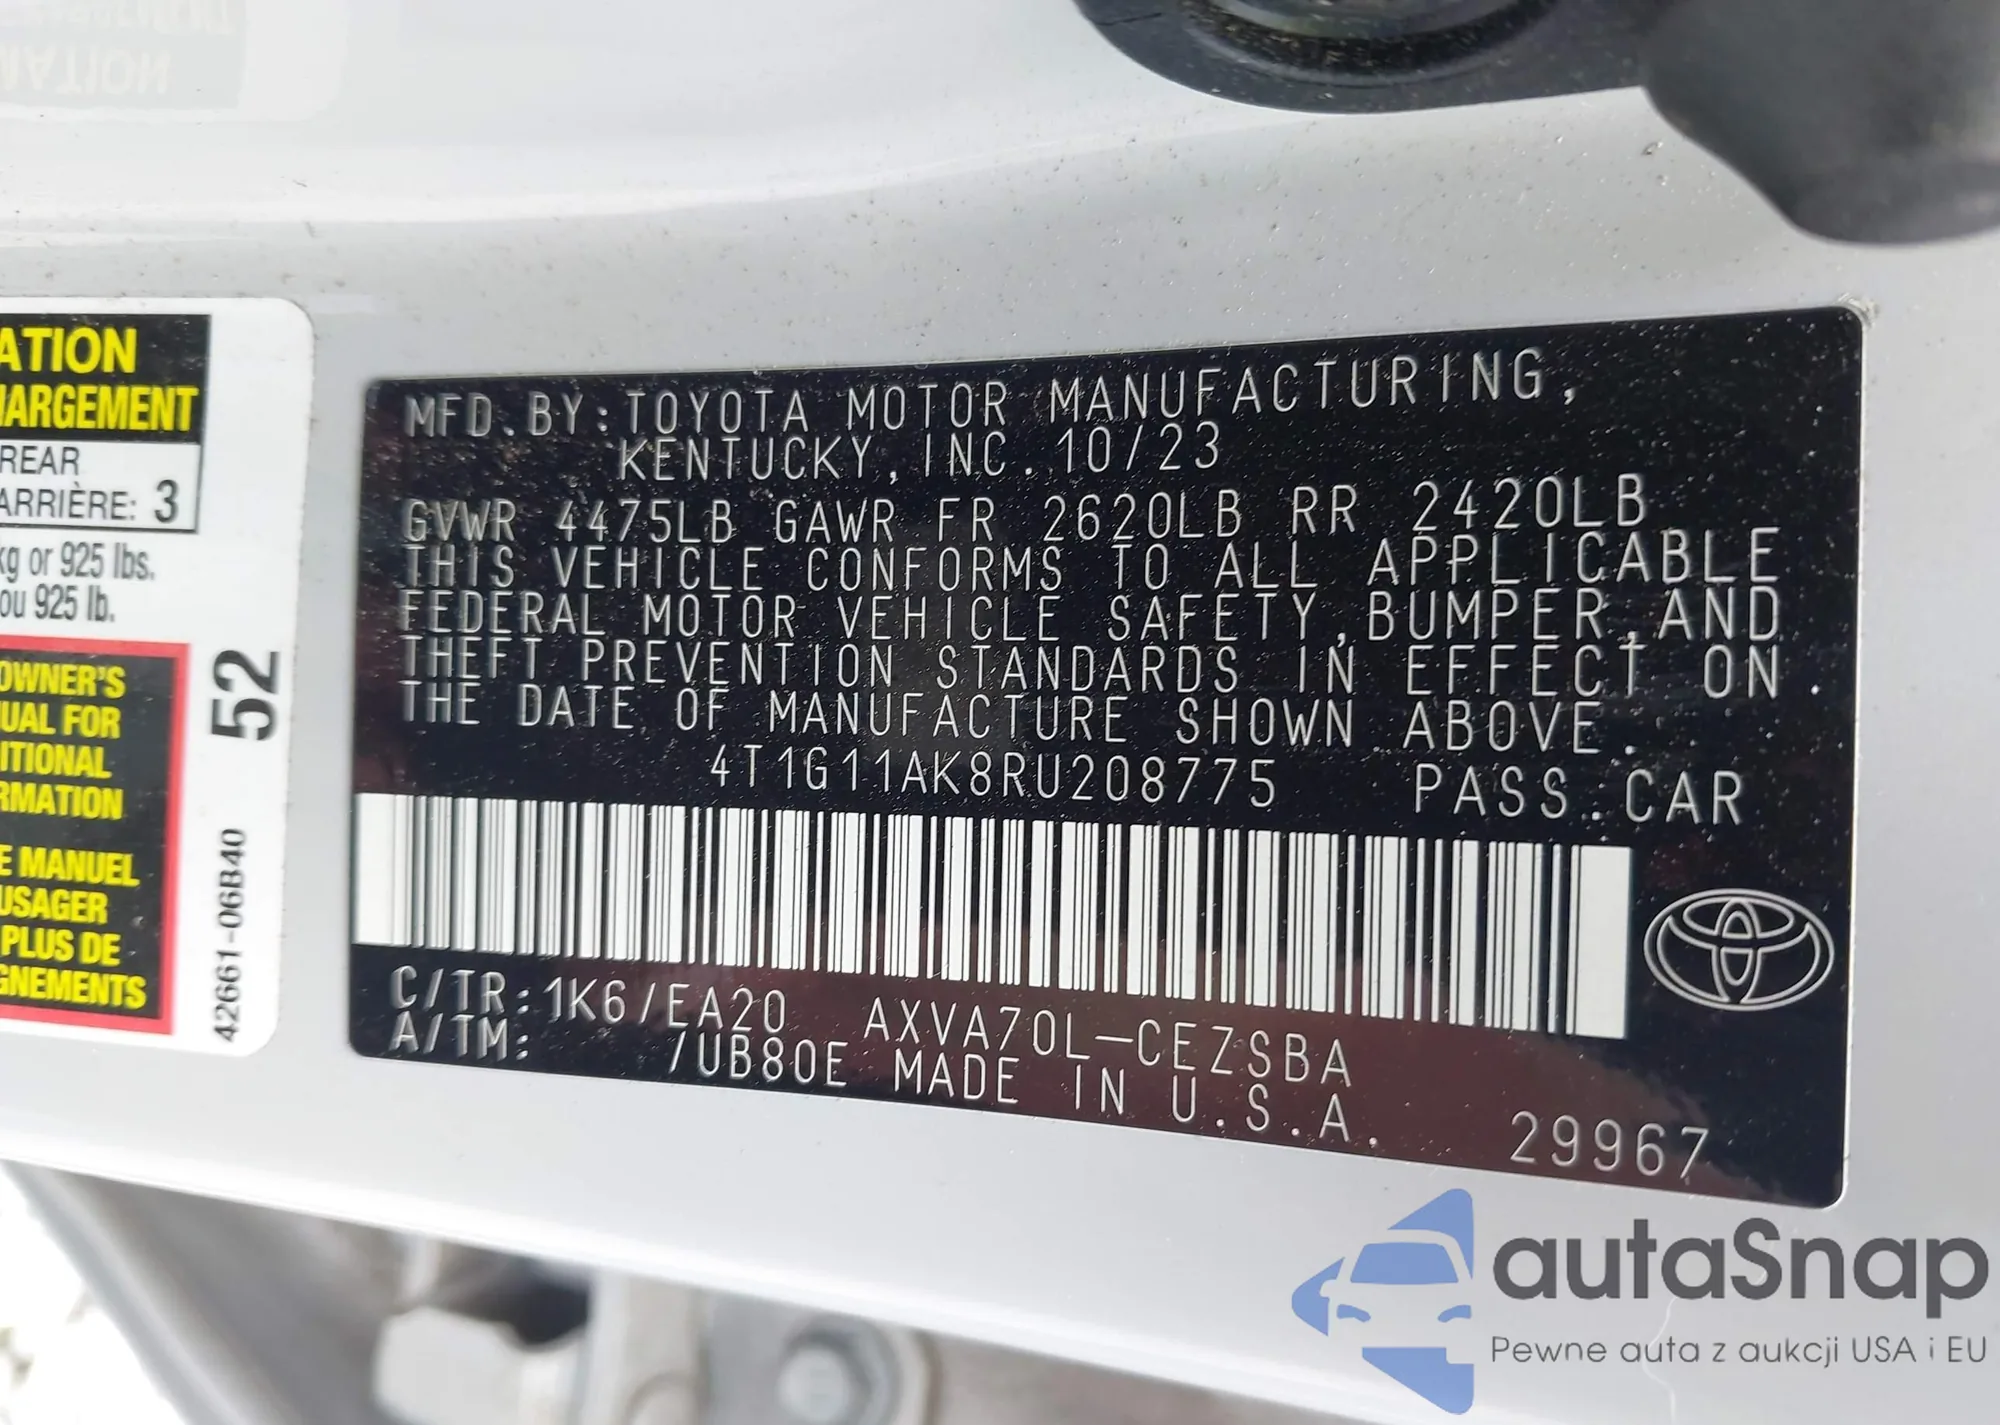 MATION
ATION
HARGEMENT
REAR
ARRIÈRE: 3
kg or 925 lbs.
ou 925 lb.
OWNER'S
UAL FOR
ITIONAL
RMATION
E MANUEL
USAGER
PLUS DE
GNEMENTS
52
42661-06B40
MFD.BY:TOYOTA MOTOR MANUFACTURING,
KENTUCKY,INC.10/23
GVWR 4475LB GAWR FR 2620LB RR 2420LB
THIS VEHICLE CONFORMS TO ALL APPLICABLE
FEDERAL MOTOR VEHICLE SAFETY,BUMPER,AND
THEFT PREVENTION STANDARDS IN EFFECT ON
THE DATE OF MANUFACTURE SHOWN ABOVE.
4T1G11AK8RU208775 PASS.CAR
C/TR:1K6/EA20 AXVA70L-CEZSBA
A/TM: /UB80E MADE IN U.S.A.
29967
autoSnap
Pewne auta z aukcji USA i EU